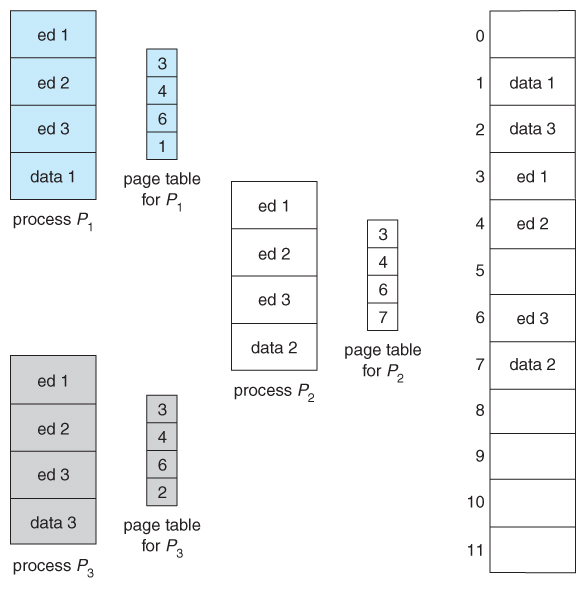 ed 1
ed 2
ed 3
data 1
process P1
3
4
6
1
page table
for P1
ed 1
ed 2
ed 3
data 2
process P2
3
4
6
7
page table
for P2
ed 1
ed 2
ed 3
data 3
process P3
3
4
6
2
page table
for P3
0
1 data 1
2 data 3
3 ed 1
4 ed 2
5
6 ed 3
7 data 2
8
9
10
11